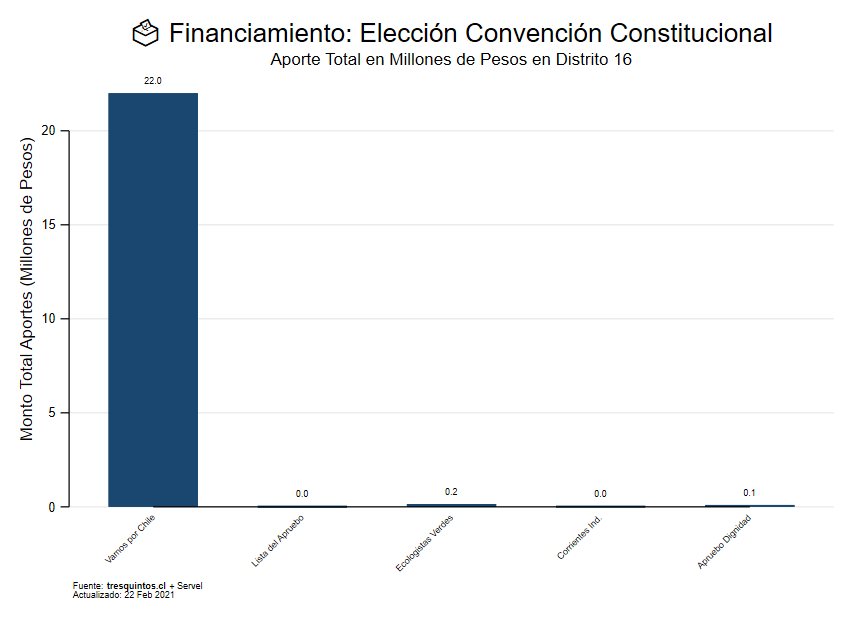 Financiamiento: Elección Convención Constitucional
Aporte Total en Millones de Pesos en Distrito 16
Monto Total Aportes (Millones de Pesos)
20
15
10
5
0
22.0
0.0
0.2
0.0
0.1
Vamos por Chile
Lista del Apruebo
Ecologistas Verdes
Corrientes Ind.
Apruebo Dignidad
Fuente: tresquintos.cl + Servel
Actualizado: 22 Feb 2021